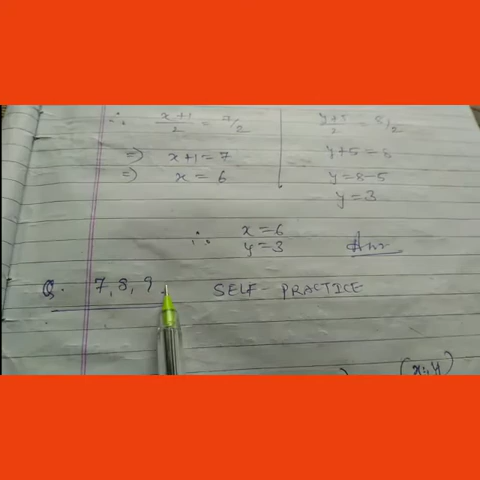 ∴ x+1/2 = 7/2
y+5/2 = 8/2
⇒ x+1=7
y+5=8
⇒ x = 6
y=8-5
y=3
∴ x=6
y=3
Ans
Q. 7, 8, 9, SELF-PRACTICE
(x, y)